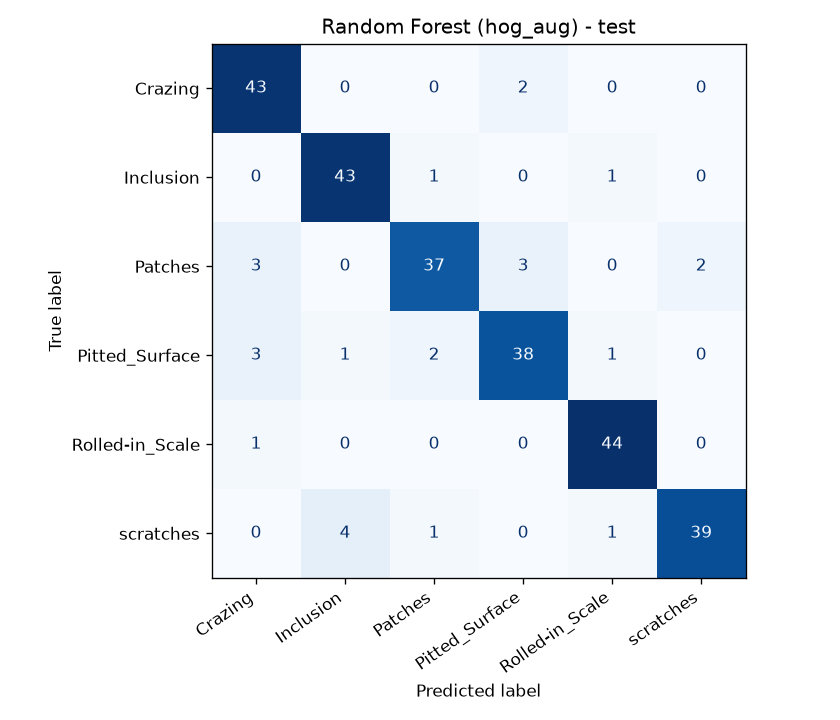 Random Forest (hog_aug) - test
Crazing 43 0 0 2 0 0
Inclusion 0 43 1 0 1 0
Patches 3 0 37 3 0 2
Pitted_Surface 3 1 2 38 1 0
Rolled-in_Scale 1 0 0 0 44 0
scratches 0 4 1 0 1 39
True label
Crazing Inclusion Patches Pitted_Surface Rolled-in_Scale scratches
Predicted label